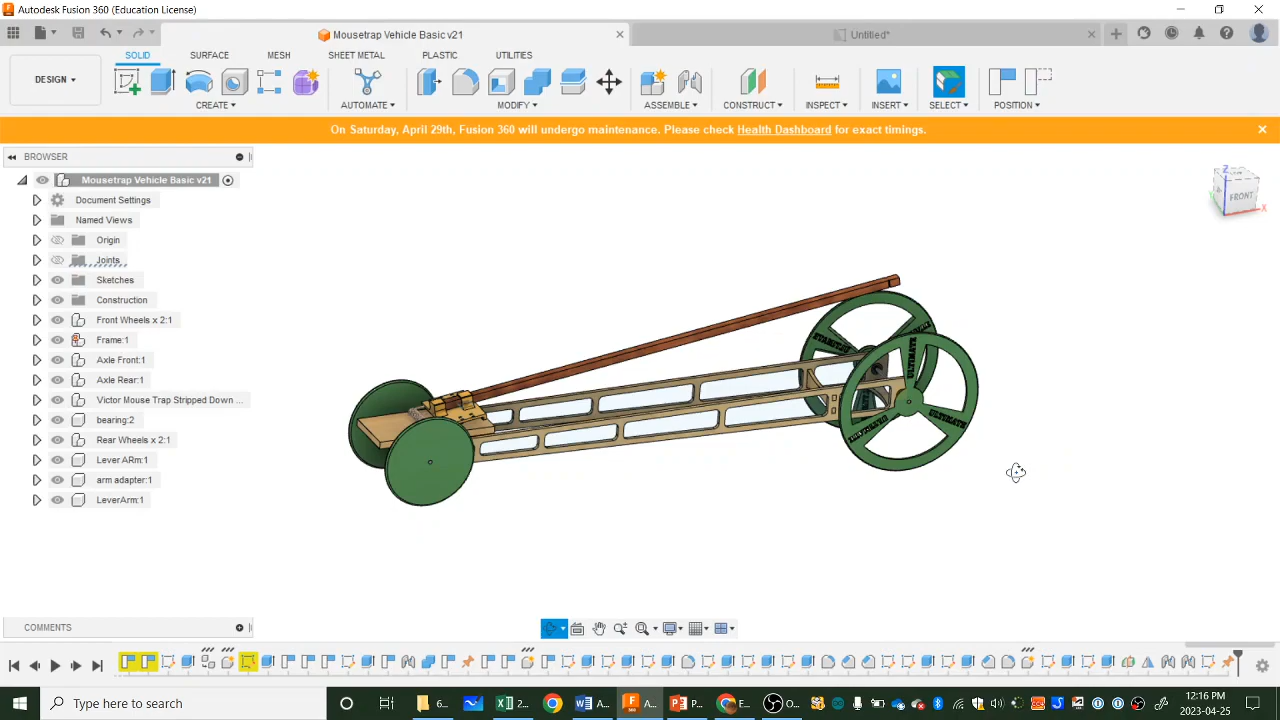 Autodesk Fusion 360 (Education License)
Mousetrap Vehicle Basic v21
Untitled*
DESIGN
SOLID
SURFACE
MESH
SHEET METAL
PLASTIC
UTILITIES
CREATE
AUTOMATE
MODIFY
ASSEMBLE
CONSTRUCT
INSPECT
INSERT
SELECT
POSITION
On Saturday, April 29th, Fusion 360 will undergo maintenance. Please check Health Dashboard for exact timings.
BROWSER
Mousetrap Vehicle Basic v21
Document Settings
Named Views
Origin
Joints
Sketches
Construction
Front Wheels x 2:1
Frame:1
Axle Front:1
Axle Rear:1
Victor Mouse Trap Stripped Down ...
bearing:2
Rear Wheels x 2:1
Lever ARm:1
arm adapter:1
LeverArm:1
Z
FRONT
X
ULTIMATE
ULTIMATE
COMMENTS
Type here to search
6...
2...
A...
A...
P...
E...
O...
12:16 PM
2023-04-25